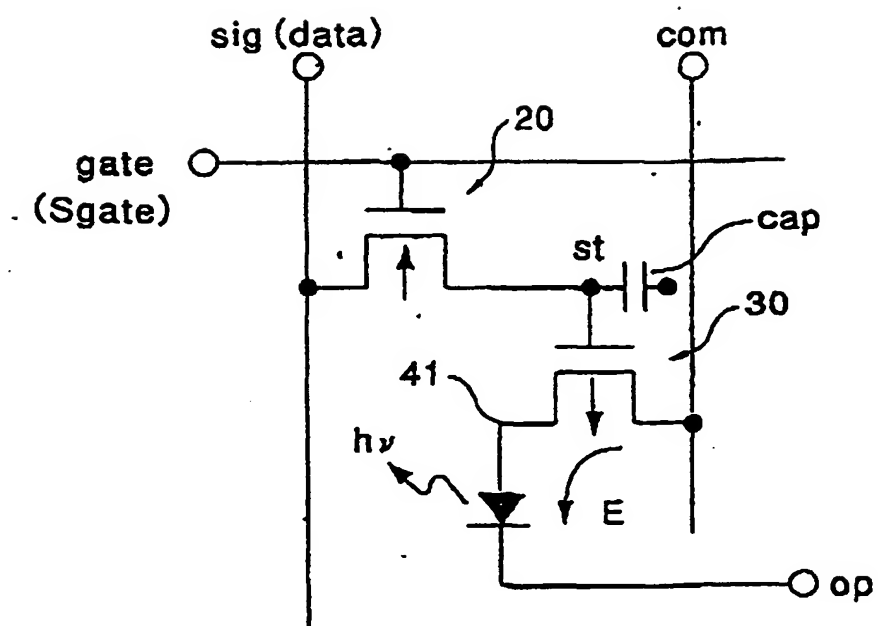 sig (data)
com
20
gate
(Sgate)
st
cap
30
41
hν
E
op